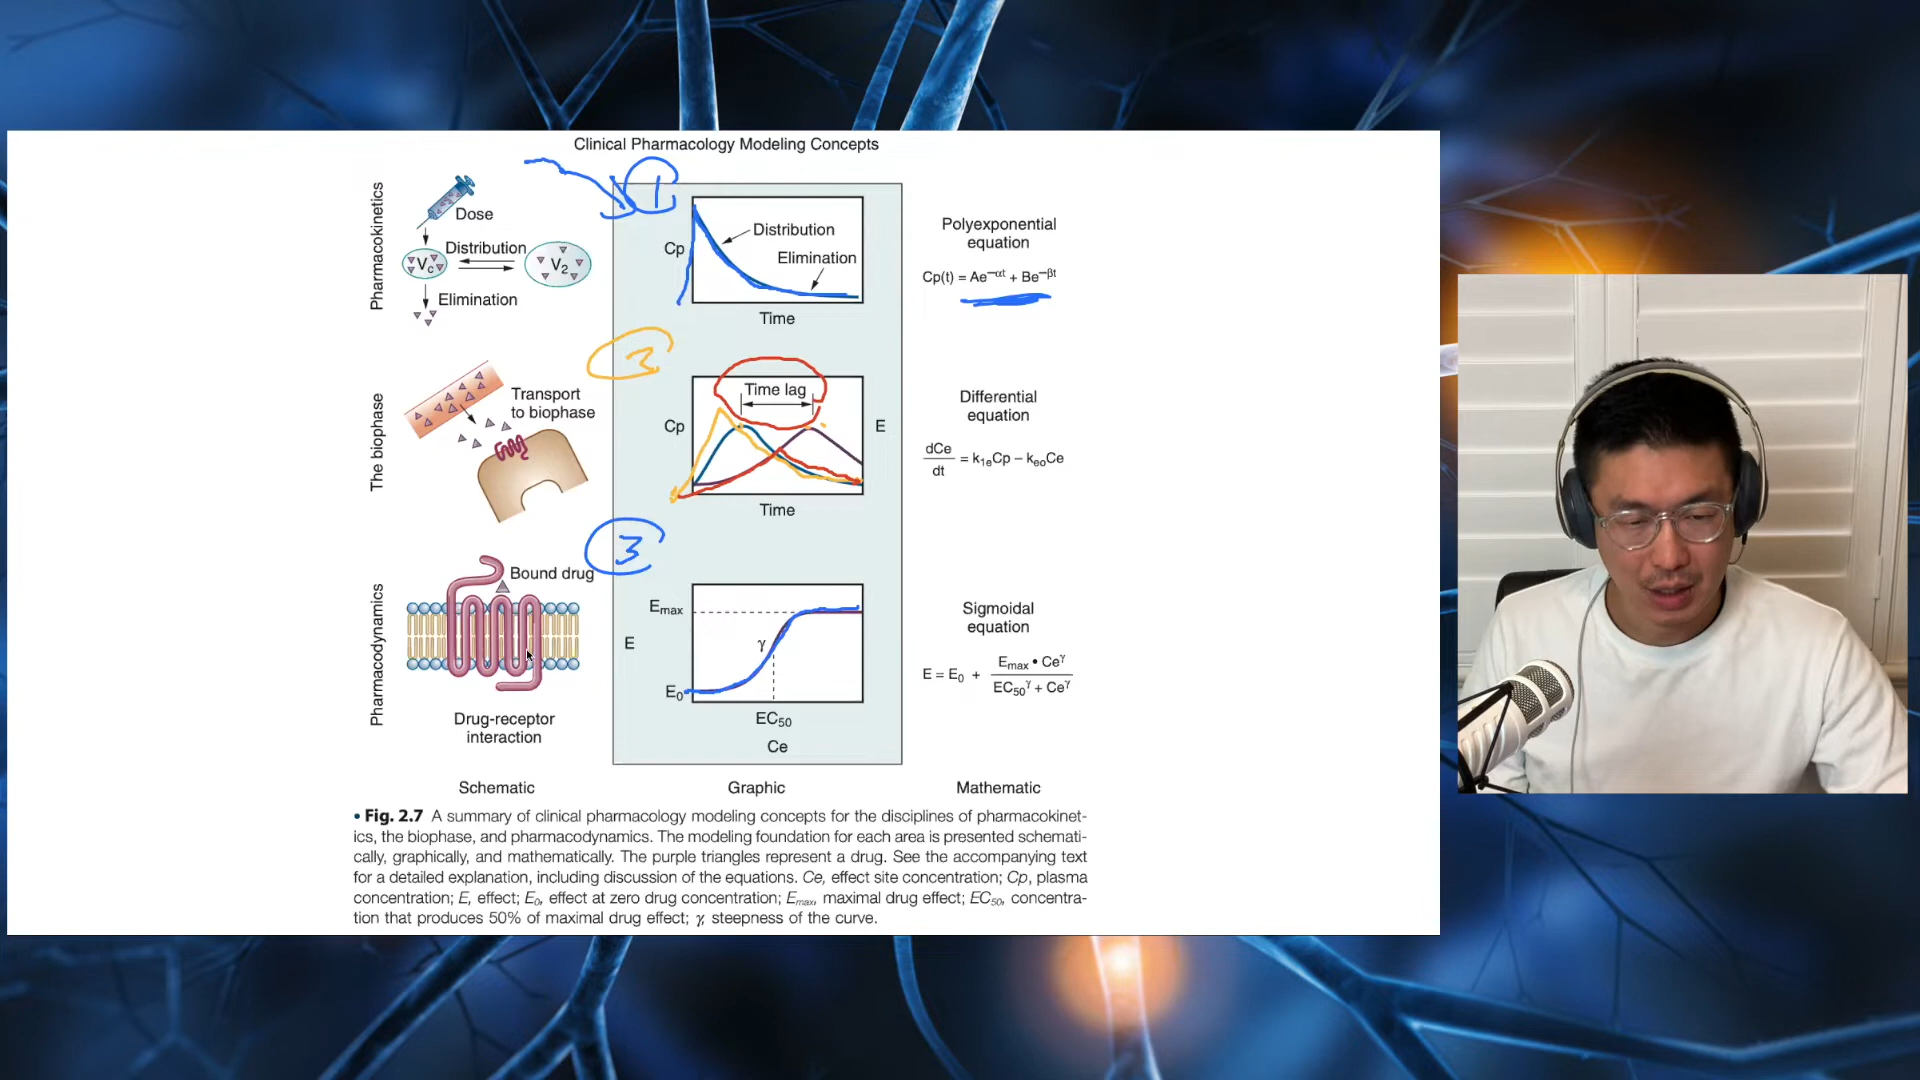 Clinical Pharmacology Modeling Concepts
Pharmacokinetics
Dose
Distribution
Vc
V2
Elimination
1
Cp
Distribution
Elimination
Time
Polyexponential
equation
Cp(t) = Ae−αt + Be−βt
The biophase
Transport
to biophase
2
Time lag
Cp
E
Time
Differential
equation
dCe
dt
= k1eCp − keoCe
Pharmacodynamics
Bound drug
Drug-receptor
interaction
3
Emax
E
γ
E0
EC50
Ce
Sigmoidal
equation
E = E0 + Emax • Ceγ
EC50γ + Ceγ
Schematic
Graphic
Mathematic
• Fig. 2.7 A summary of clinical pharmacology modeling concepts for the disciplines of pharmacokinet-
ics, the biophase, and pharmacodynamics. The modeling foundation for each area is presented schemati-
cally, graphically, and mathematically. The purple triangles represent a drug. See the accompanying text
for a detailed explanation, including discussion of the equations. Ce, effect site concentration; Cp, plasma
concentration; E, effect; E0, effect at zero drug concentration; Emax, maximal drug effect; EC50, concentra-
tion that produces 50% of maximal drug effect; γ, steepness of the curve.